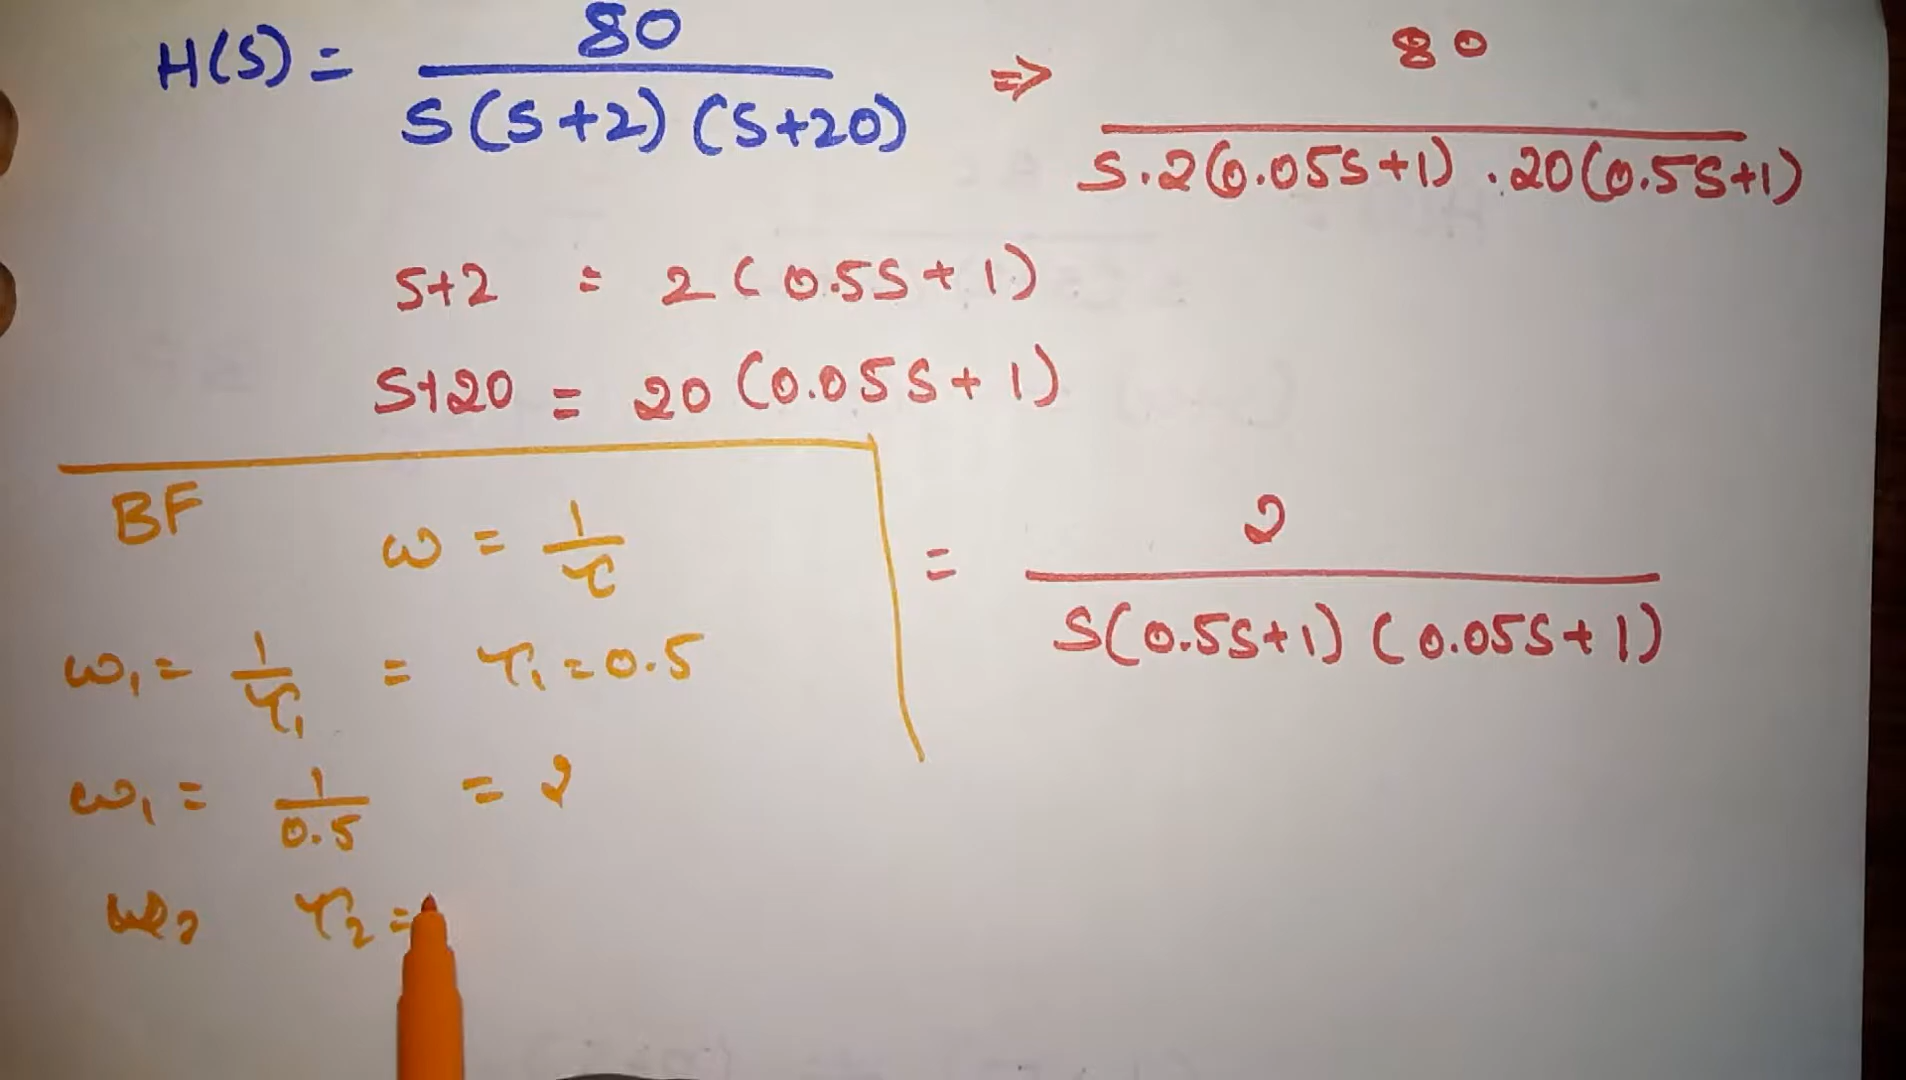 H(S) = 80 / S(S+2)(S+20) ⇒ 80 / S.2(0.05S+1).20(0.5S+1)
S+2 = 2(0.5S+1)
S+20 = 20(0.05S+1)
BF
ω = 1/τ
= 2 / S(0.5S+1)(0.05S+1)
ω₁ = 1/τ₁ = τ₁ = 0.5
ω₁ = 1/0.5 = 2
τ₂ =